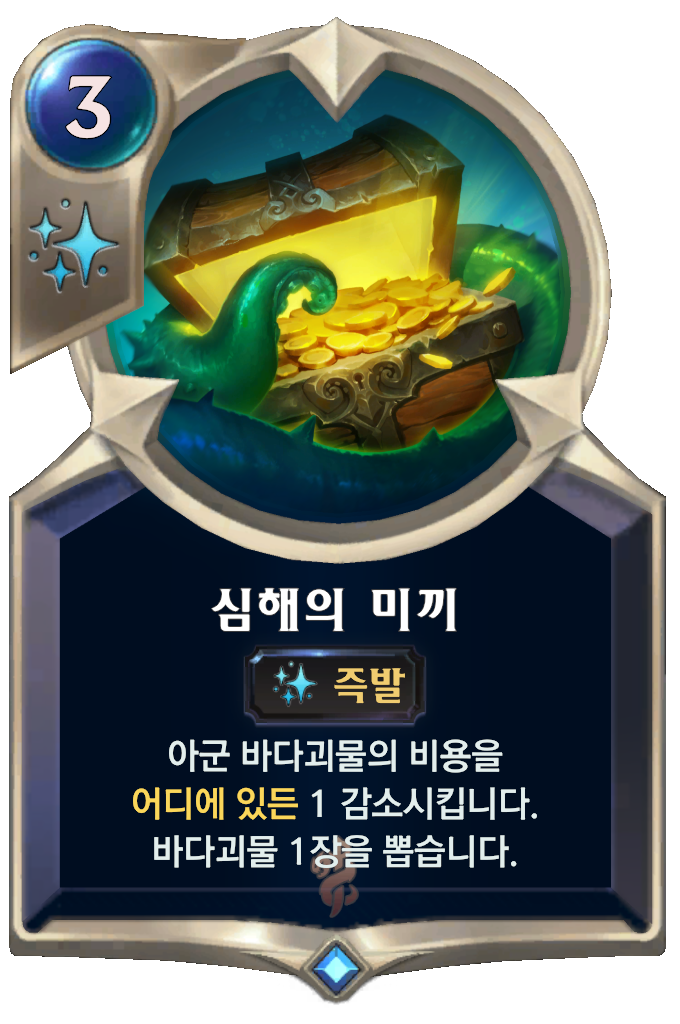 3
심해의 미끼
즉발
아군 바다괴물의 비용을
어디에 있든 1 감소시킵니다.
바다괴물 1장을 뽑습니다.